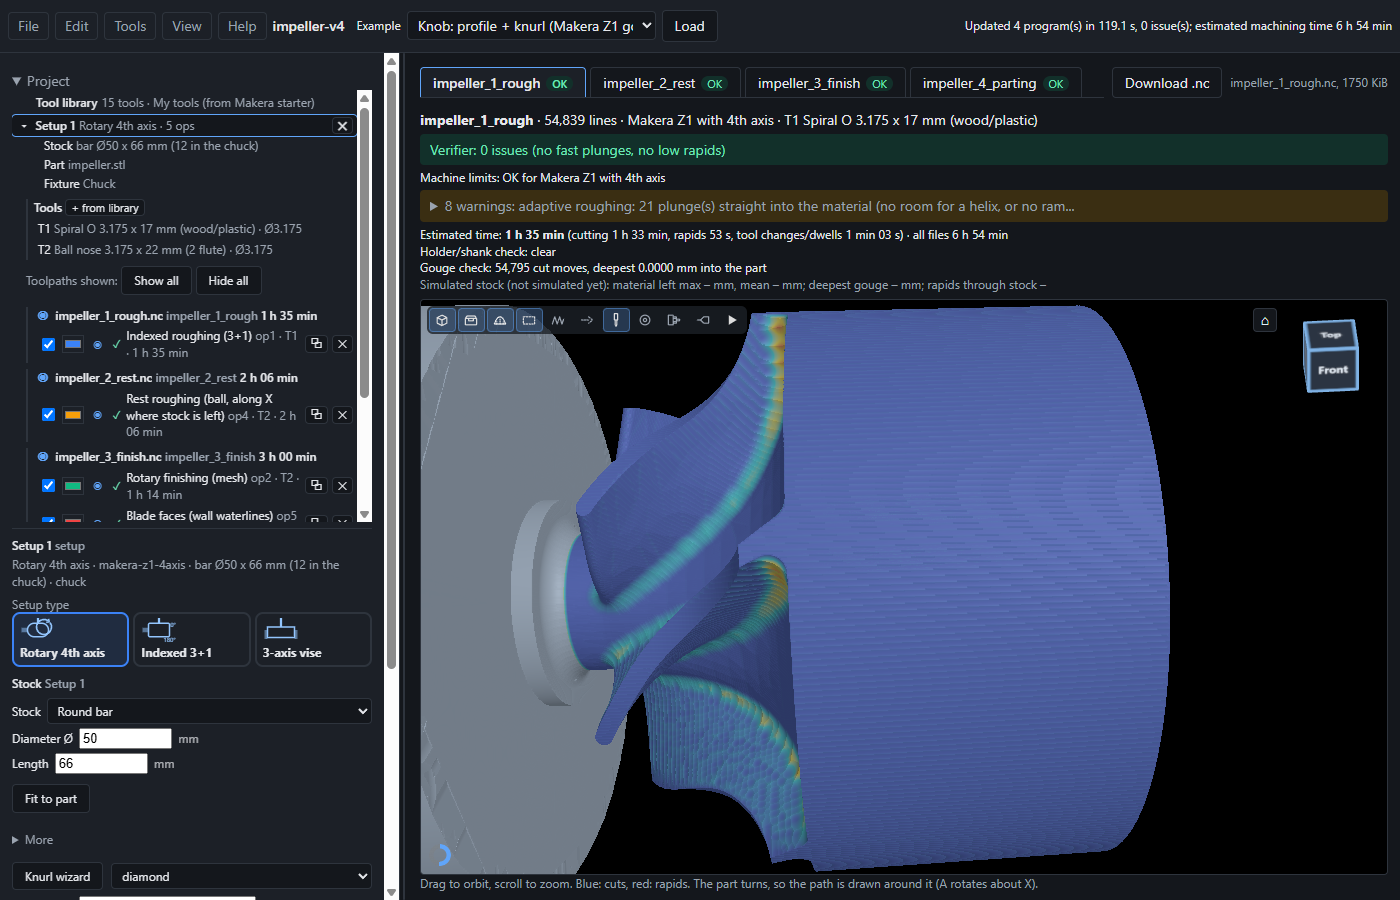 File Edit Tools View Help impeller-v4 Example Knob: profile + knurl (Makera Z1 ge Load Updated 4 program(s) in 119.1 s, 0 issue(s); estimated machining time 6 h 54 min
Project
Tool library 15 tools · My tools (from Makera starter)
Setup 1 Rotary 4th axis · 5 ops
Stock bar Ø50 x 66 mm (12 in the chuck)
Part impeller.stl
Fixture Chuck
Tools + from library
T1 Spiral O 3.175 x 17 mm (wood/plastic) · Ø3.175
T2 Ball nose 3.175 x 22 mm (2 flute) · Ø3.175
Toolpaths shown: Show all Hide all
impeller_1_rough.nc impeller_1_rough 1 h 35 min
Indexed roughing (3+1) op1 · T1
· 1 h 35 min
impeller_2_rest.nc impeller_2_rest 2 h 06 min
Rest roughing (ball, along X
where stock is left) op4 · T2 · 2 h
06 min
impeller_3_finish.nc impeller_3_finish 3 h 00 min
Rotary finishing (mesh) op2 · T2 ·
1 h 14 min
Blade faces (wall waterlines) op5
Setup 1 setup
Rotary 4th axis · makera-z1-4axis · bar Ø50 x 66 mm (12 in the
chuck) · chuck
Setup type
Rotary 4th axis
180°
Indexed 3+1
3-axis vise
Stock Setup 1
Stock Round bar
Diameter Ø 50 mm
Length 66 mm
Fit to part
More
Knurl wizard diamond
impeller_1_rough OK impeller_2_rest OK impeller_3_finish OK impeller_4_parting OK Download .nc impeller_1_rough.nc, 1750 KiB
impeller_1_rough · 54,839 lines · Makera Z1 with 4th axis · T1 Spiral O 3.175 x 17 mm (wood/plastic)
Verifier: 0 issues (no fast plunges, no low rapids)
Machine limits: OK for Makera Z1 with 4th axis
8 warnings: adaptive roughing: 21 plunge(s) straight into the material (no room for a helix, or no ram...
Estimated time: 1 h 35 min (cutting 1 h 33 min, rapids 53 s, tool changes/dwells 1 min 03 s) · all files 6 h 54 min
Holder/shank check: clear
Gouge check: 54,795 cut moves, deepest 0.0000 mm into the part
Simulated stock (not simulated yet): material left max – mm, mean – mm; deepest gouge – mm; rapids through stock –
Top
Front
Drag to orbit, scroll to zoom. Blue: cuts, red: rapids. The part turns, so the path is drawn around it (A rotates about X).